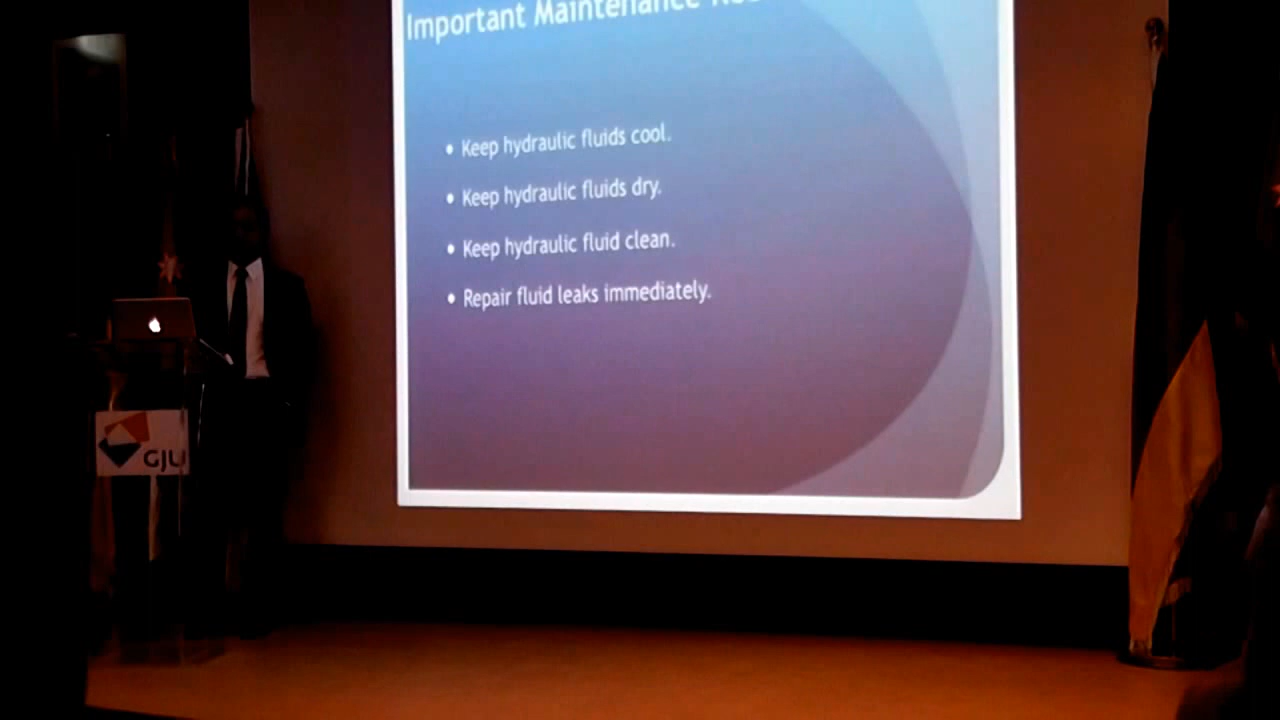 Important Maintenance
• Keep hydraulic fluids cool.
• Keep hydraulic fluids dry.
• Keep hydraulic fluid clean.
• Repair fluid leaks immediately.
GJU